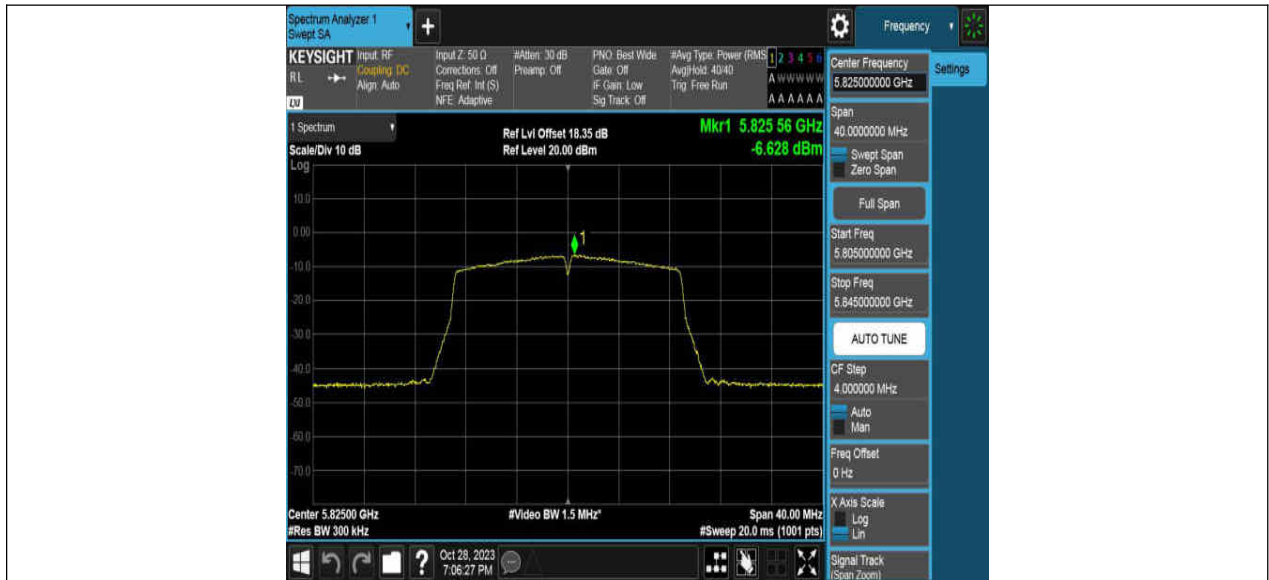 Spectrum Analyzer 1
Swept SA
+
Frequency
KEYSIGHT
RL
LXI
Input: RF
Coupling: DC
Align: Auto
Input Z: 50 Ω
Corrections: Off
Freq Ref: Int (S)
NFE: Adaptive
#Atten: 30 dB
Preamp: Off
PNO: Best Wide
Gate: Off
IF Gain: Low
Sig Track: Off
#Avg Type: Power (RMS
Avg|Hold: 40/40
Trig: Free Run
1 2 3 4 5 6
A W W W W W
A A A A A A
1 Spectrum
Scale/Div 10 dB
Log
Ref Lvl Offset 18.35 dB
Ref Level 20.00 dBm
Mkr1 5.825 56 GHz
-6.628 dBm
10.0
0.00
-10.0
-20.0
-30.0
-40.0
-50.0
-60.0
-70.0
1
Center 5.82500 GHz
#Res BW 300 kHz
#Video BW 1.5 MHz*
Span 40.00 MHz
#Sweep 20.0 ms (1001 pts)
?
Oct 28, 2023
7:06:27 PM
Center Frequency
5.825000000 GHz
Settings
Span
40.0000000 MHz
Swept Span
Zero Span
Full Span
Start Freq
5.805000000 GHz
Stop Freq
5.845000000 GHz
AUTO TUNE
CF Step
4.000000 MHz
Auto
Man
Freq Offset
0 Hz
X Axis Scale
Log
Lin
Signal Track
(Span Zoom)